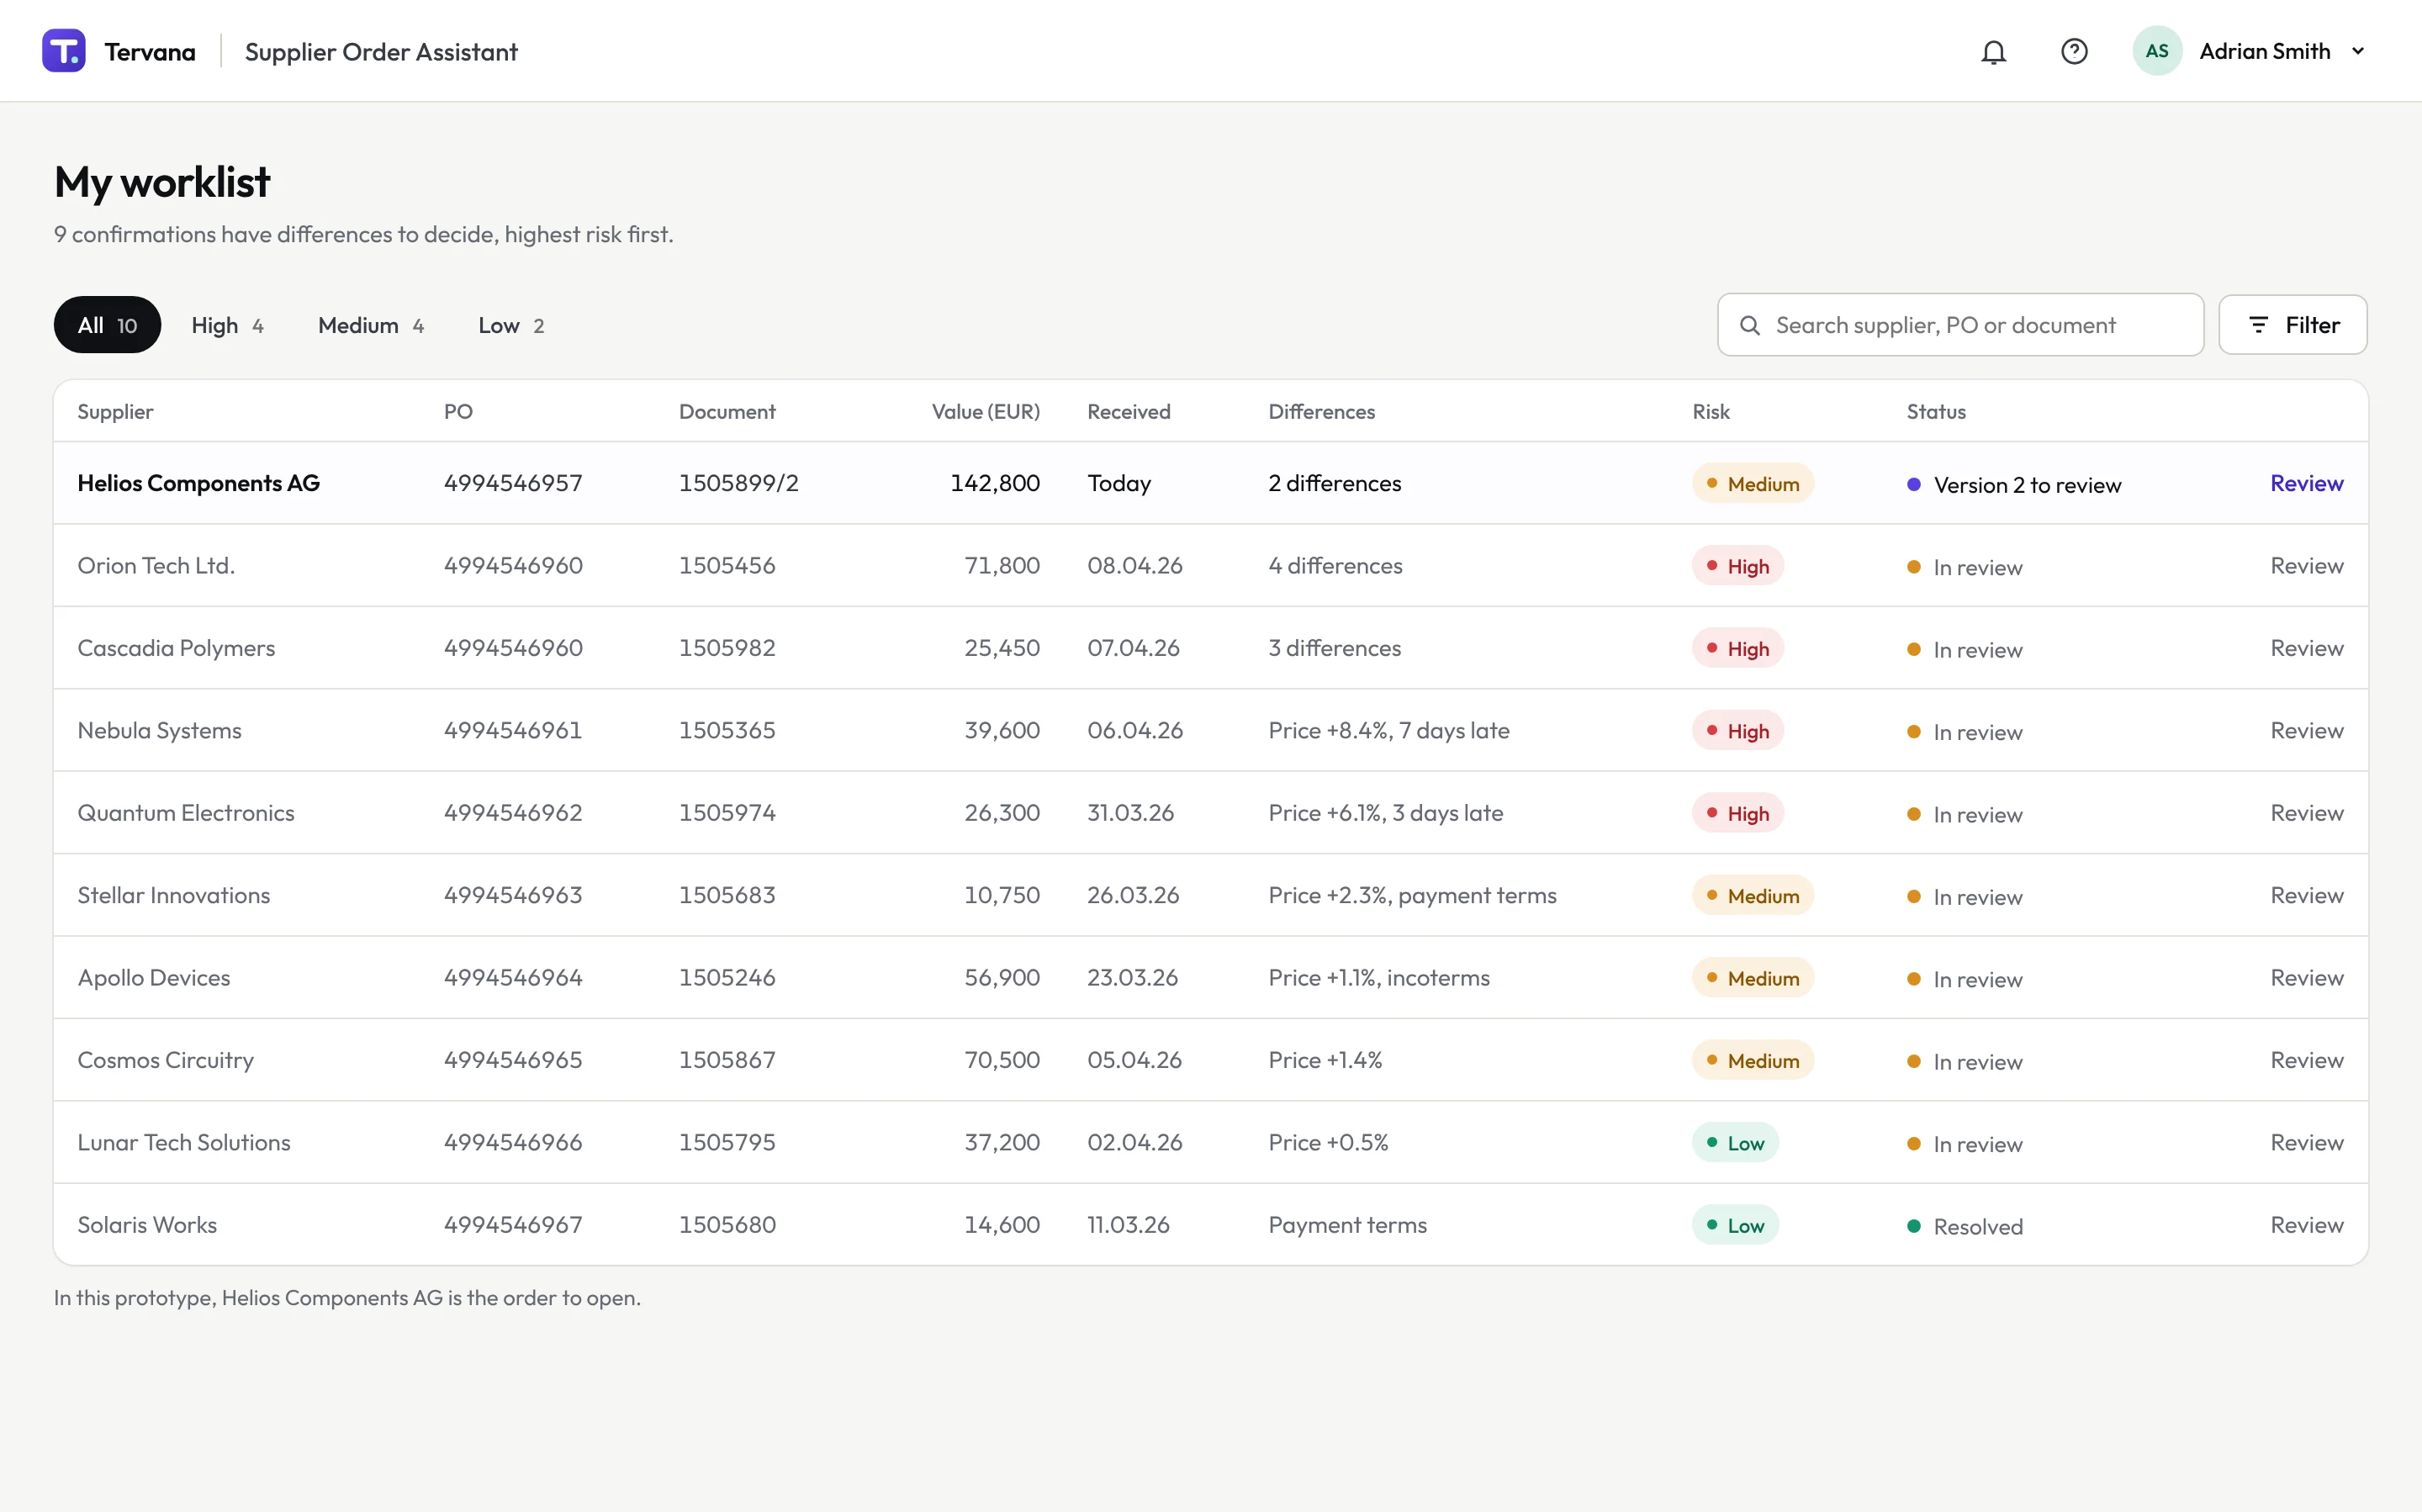 T.
Tervana
Supplier Order Assistant
AS
Adrian Smith
My worklist
9 confirmations have differences to decide, highest risk first.
All 10 High 4 Medium 4 Low 2
Search supplier, PO or document
Filter
Supplier PO Document Value (EUR) Received Differences Risk Status
Helios Components AG 4994546957 1505899/2 142,800 Today 2 differences Medium Version 2 to review Review
Orion Tech Ltd. 4994546960 1505456 71,800 08.04.26 4 differences High In review Review
Cascadia Polymers 4994546960 1505982 25,450 07.04.26 3 differences High In review Review
Nebula Systems 4994546961 1505365 39,600 06.04.26 Price +8.4%, 7 days late High In review Review
Quantum Electronics 4994546962 1505974 26,300 31.03.26 Price +6.1%, 3 days late High In review Review
Stellar Innovations 4994546963 1505683 10,750 26.03.26 Price +2.3%, payment terms Medium In review Review
Apollo Devices 4994546964 1505246 56,900 23.03.26 Price +1.1%, incoterms Medium In review Review
Cosmos Circuitry 4994546965 1505867 70,500 05.04.26 Price +1.4% Medium In review Review
Lunar Tech Solutions 4994546966 1505795 37,200 02.04.26 Price +0.5% Low In review Review
Solaris Works 4994546967 1505680 14,600 11.03.26 Payment terms Low Resolved Review
In this prototype, Helios Components AG is the order to open.